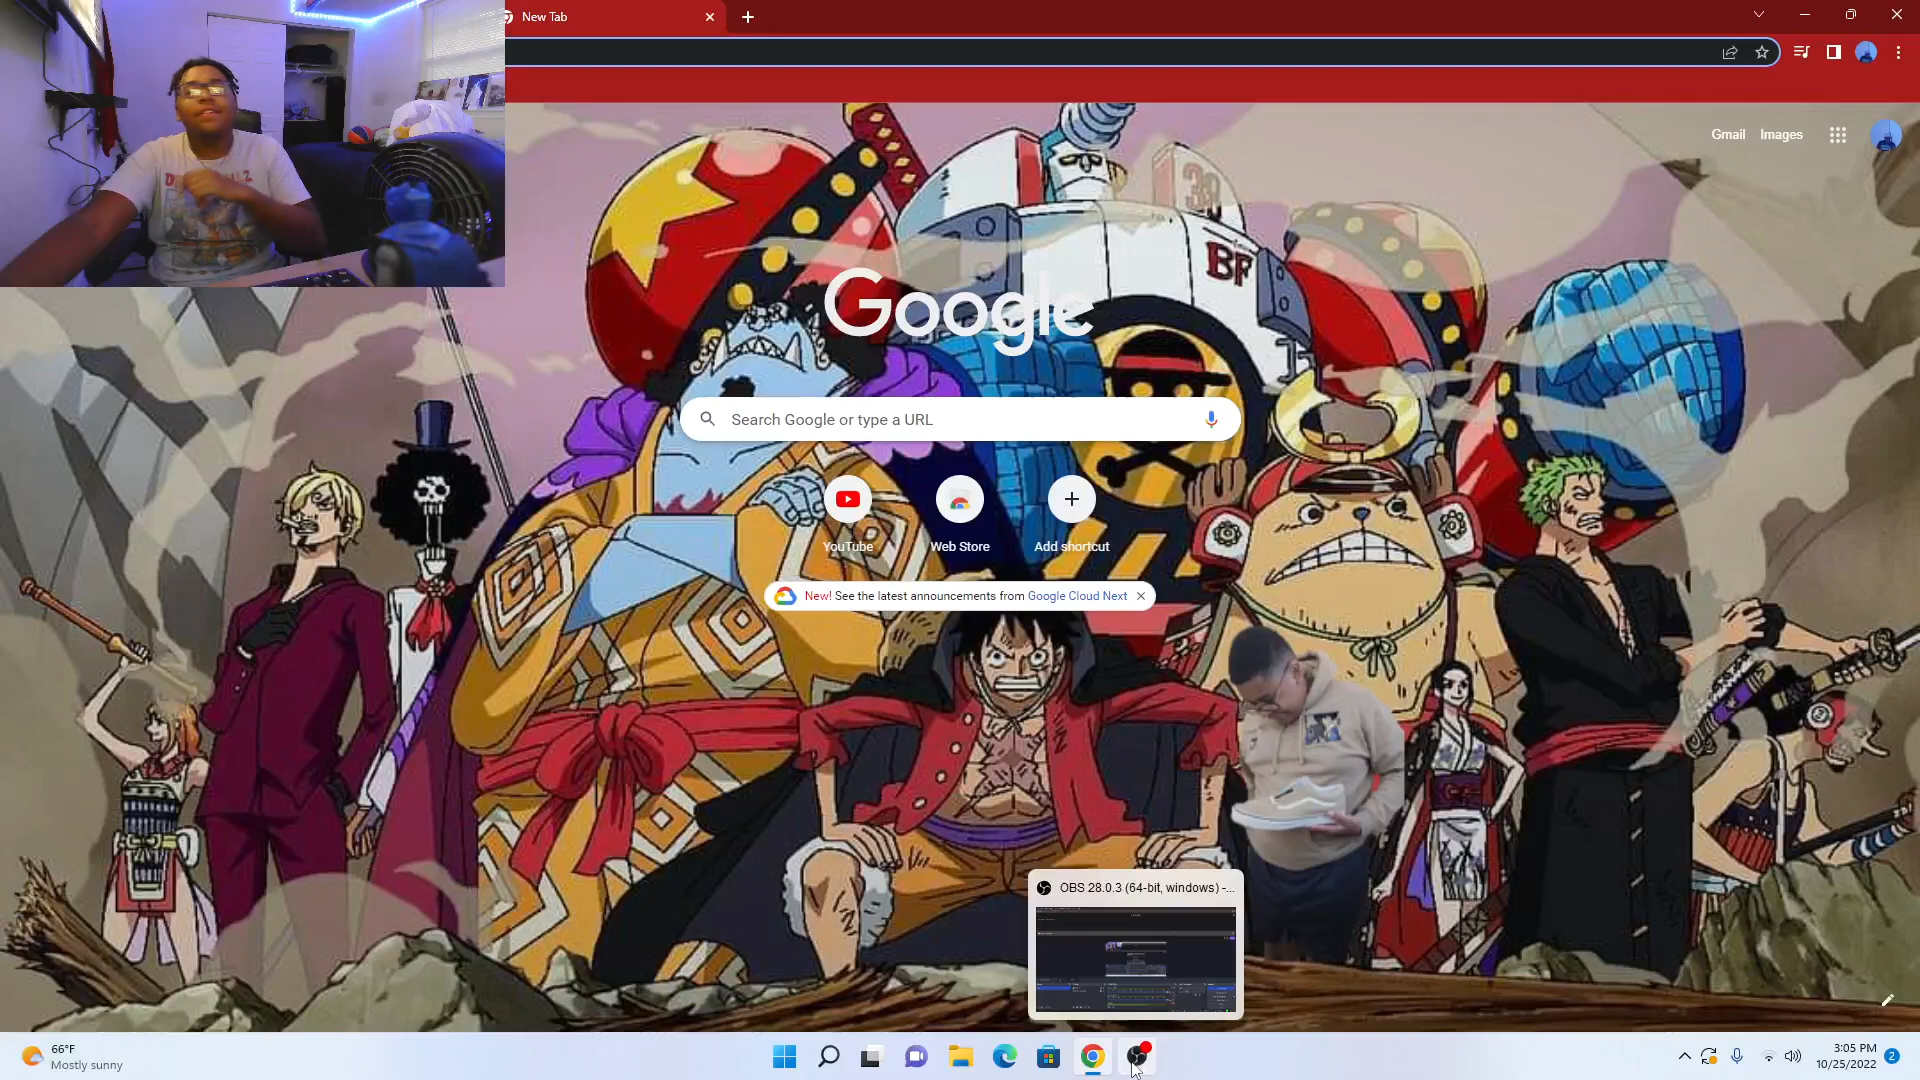 New Tab
Gmail Images
BF
Google
Search Google or type a URL
YouTube Web Store Add shortcut
New! See the latest announcements from Google Cloud Next
OBS 28.0.3 (64-bit, windows) -...
66°F
Mostly sunny
3:05 PM
10/25/2022
2